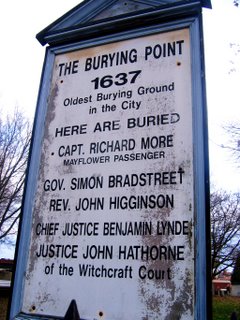 THE BURYING POINT
1637
Oldest Burying Ground
in the City
HERE ARE BURIED
CAPT. RICHARD MORE
MAYFLOWER PASSENGER
GOV. SIMON BRADSTREET
REV. JOHN HIGGINSON
CHIEF JUSTICE BENJAMIN LYNDE
JUSTICE JOHN HATHORNE
of the Witchcraft Court